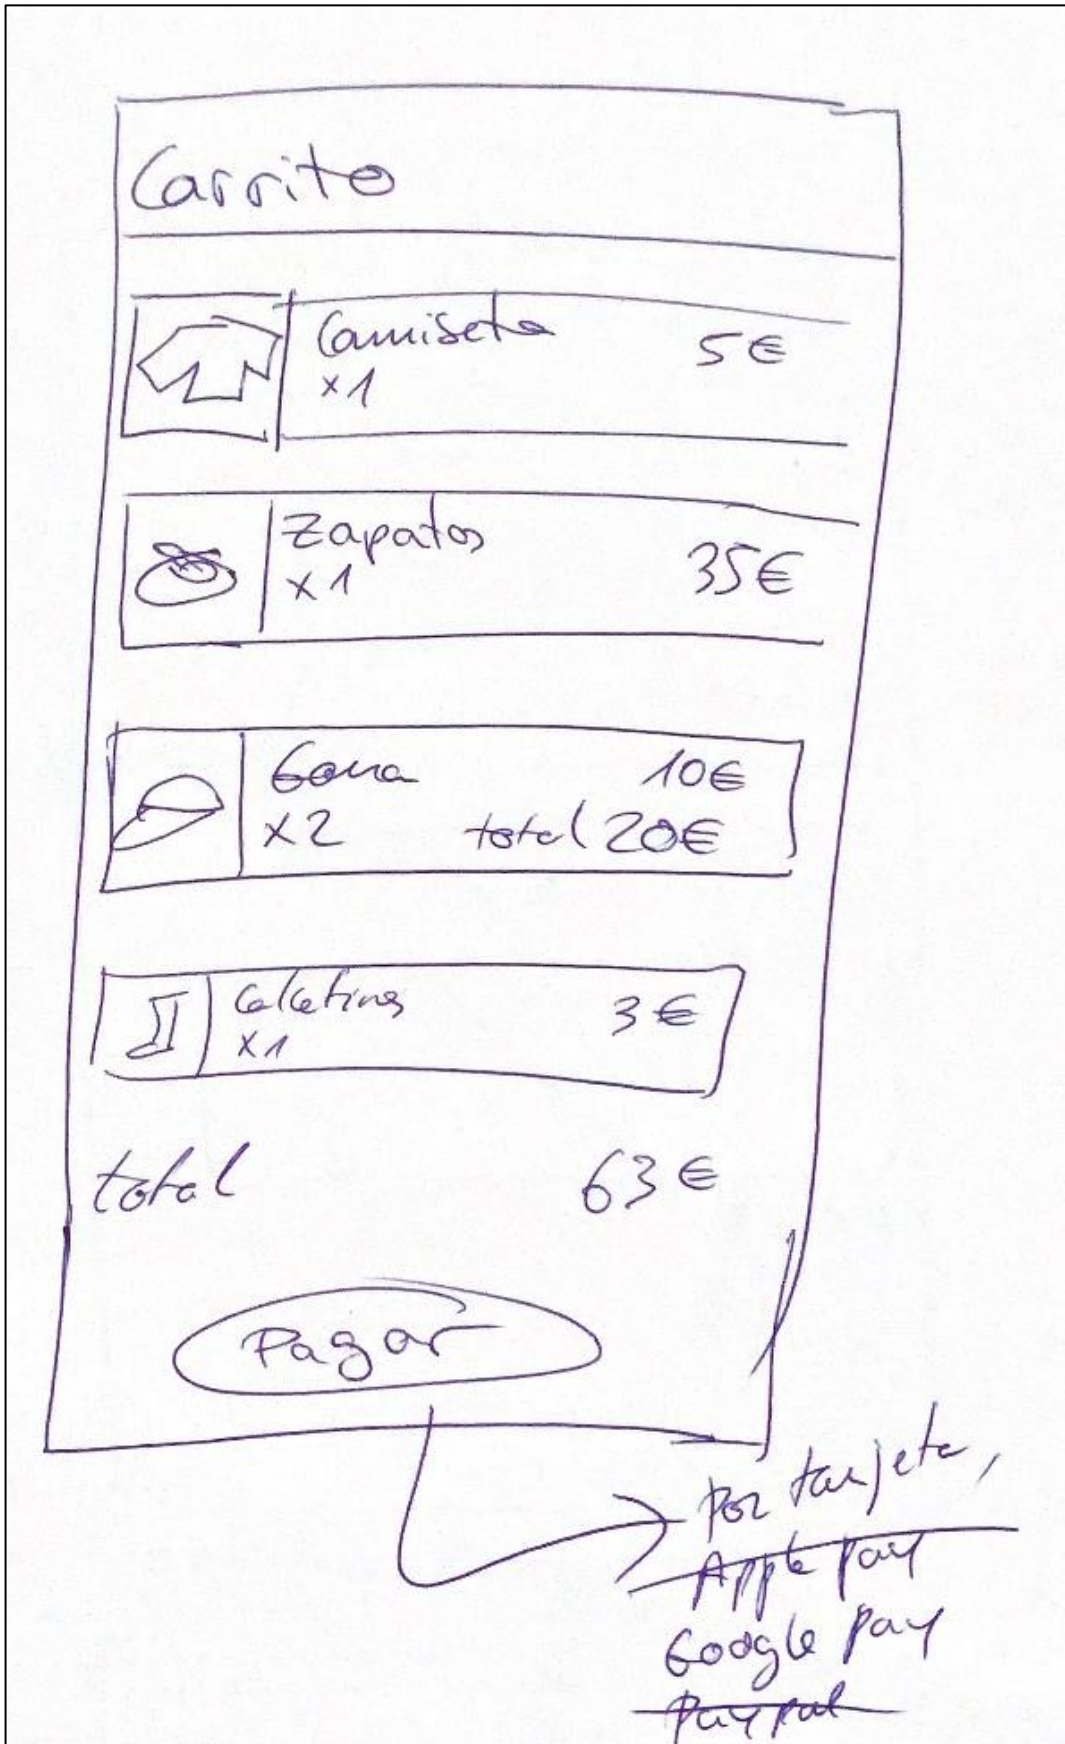 Carrito
Camiseta 5€
x1
Zapatos 35€
x1
Gorra 10€
x2 total 20€
Calcetines 3€
x1
total 63€
Pagar
Por tarjeta,
Apple pay
Google pay
Paypal